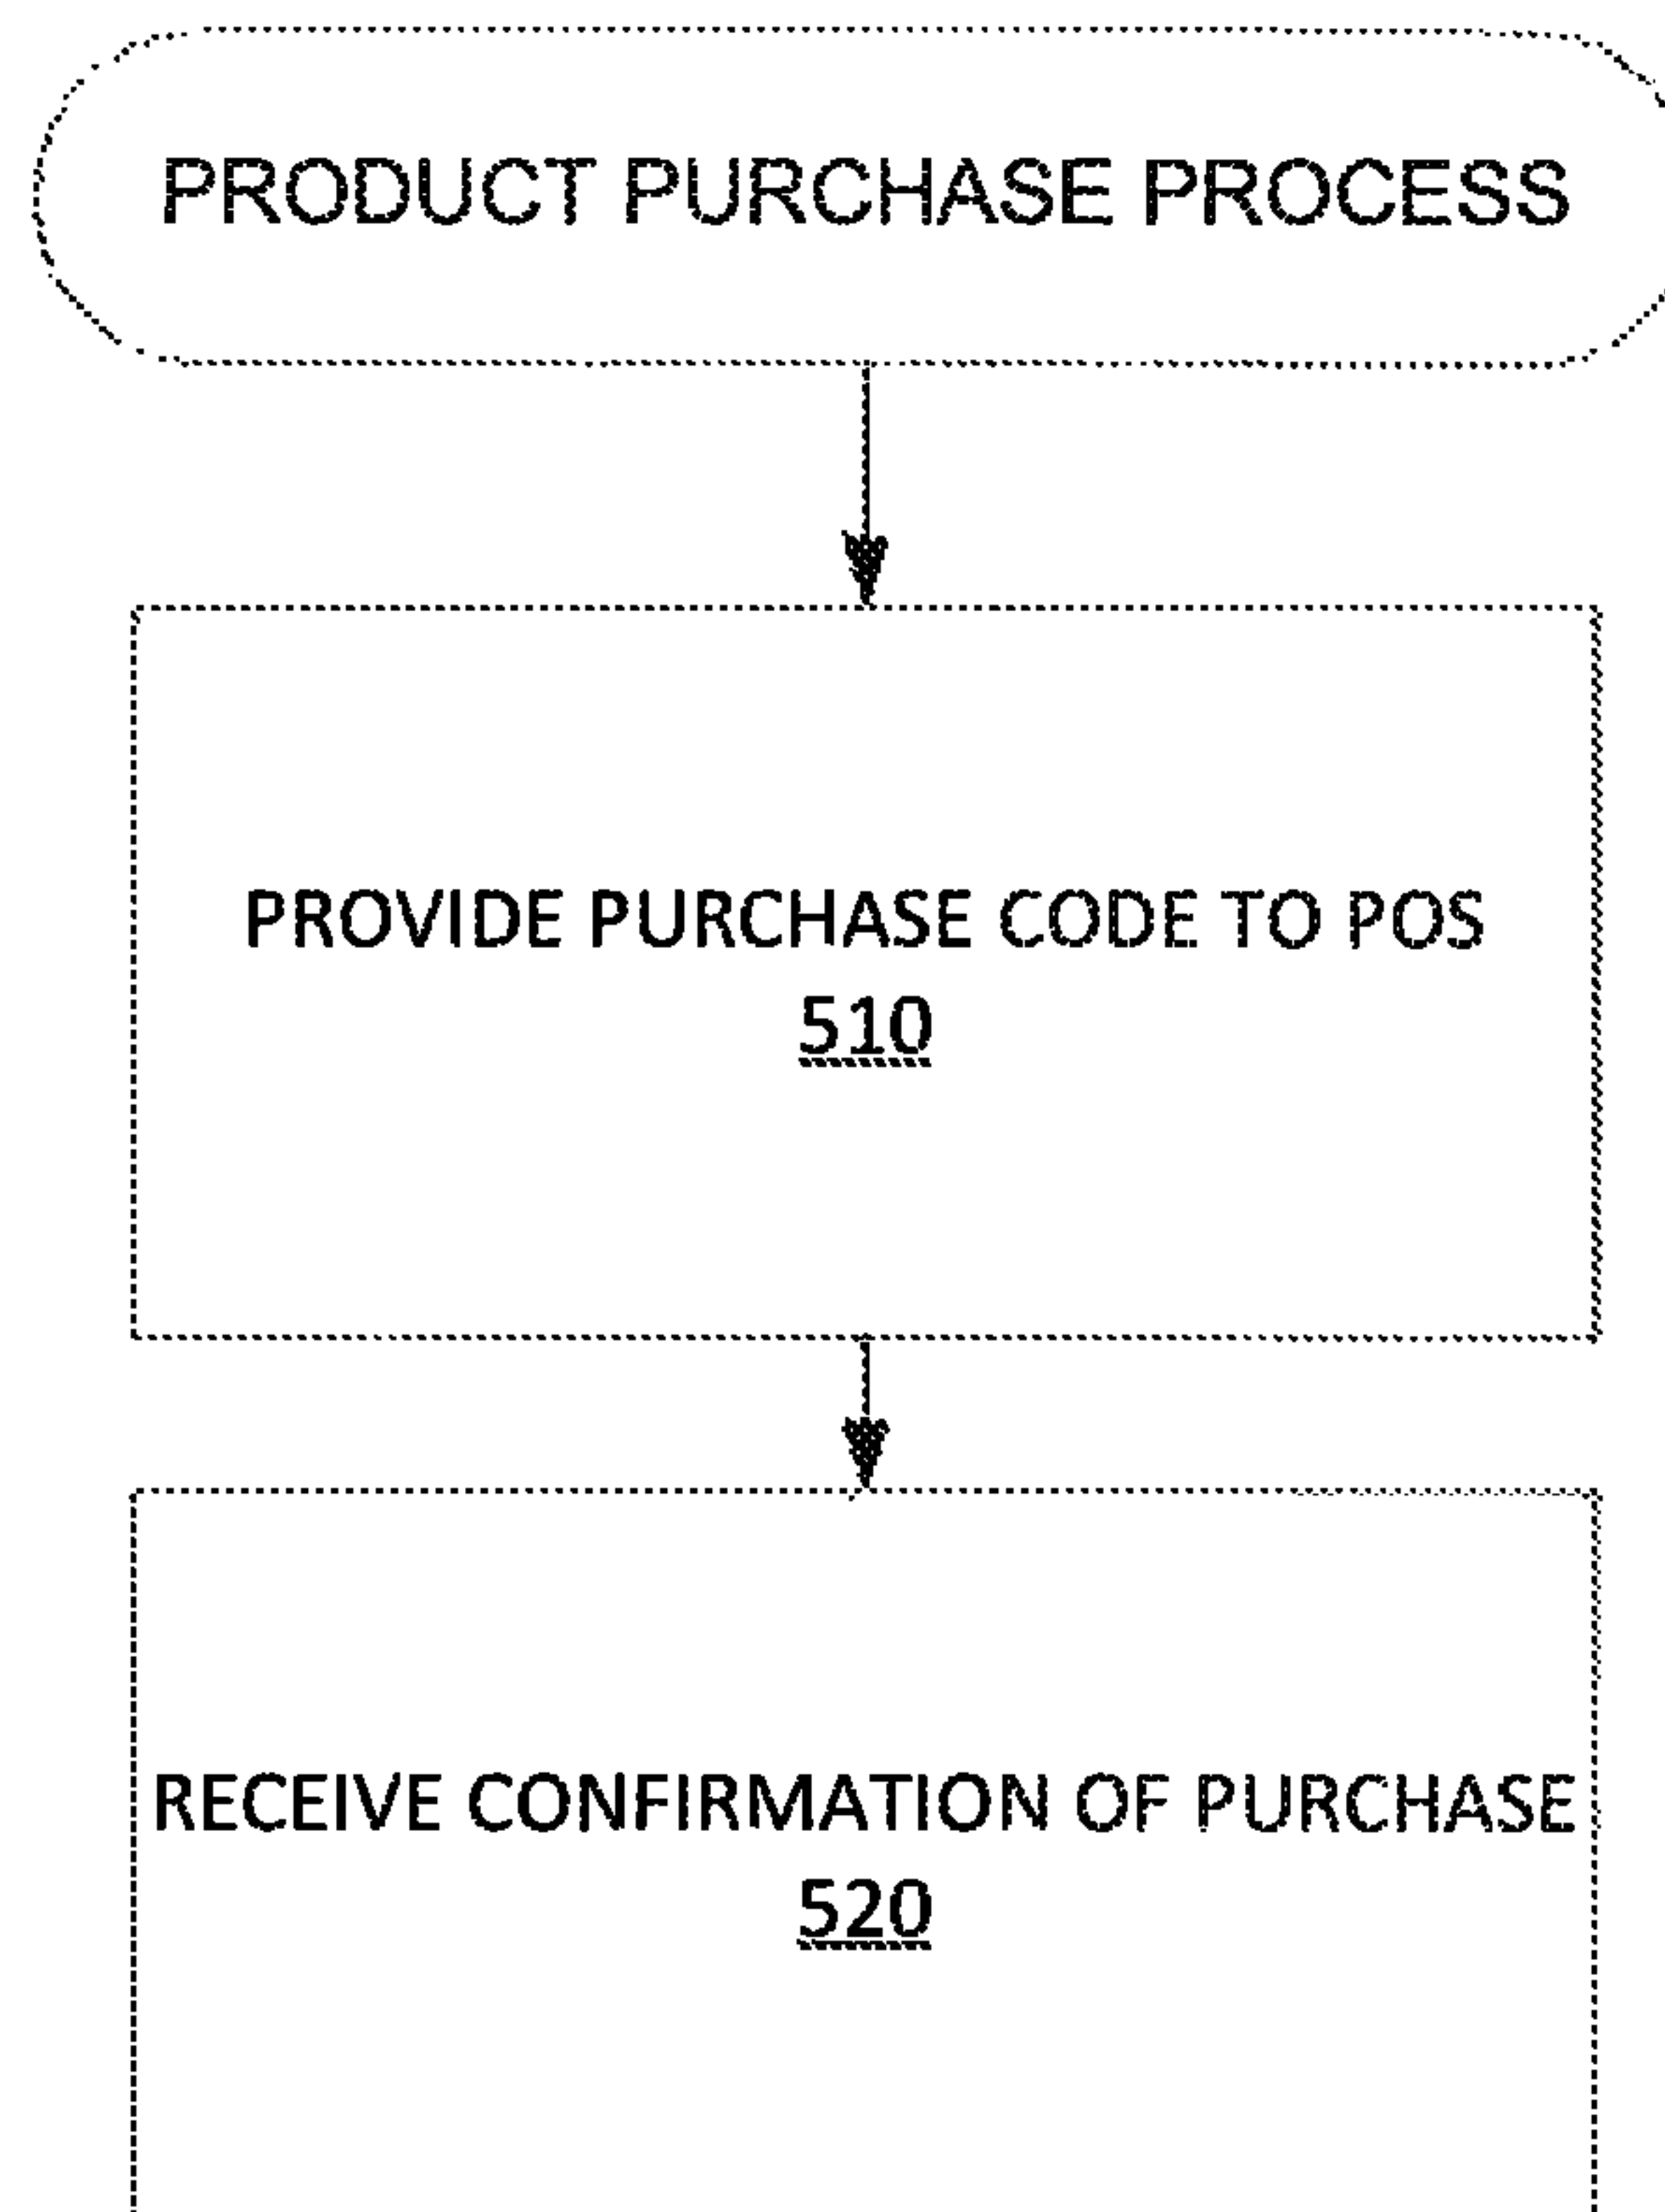 PRODUCT PURCHASE PROCESS
PROVIDE PURCHASE CODE TO POS
510
RECEIVE CONFIRMATION OF PURCHASE
520